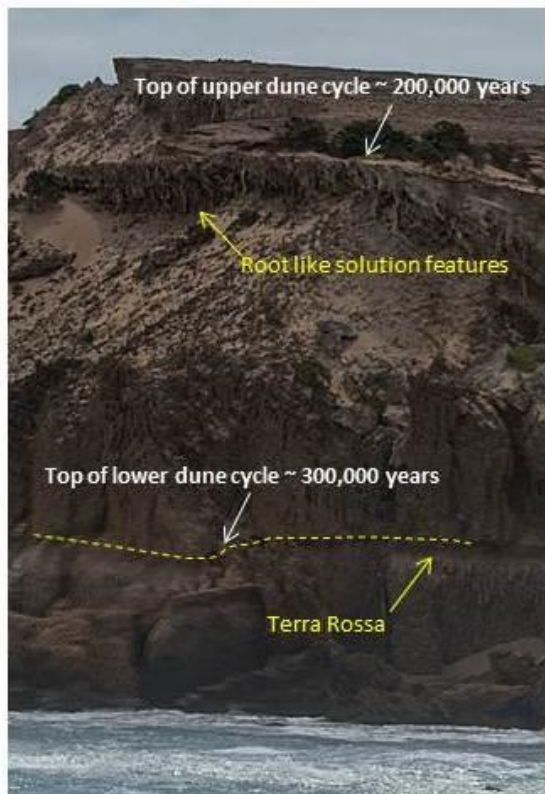 Top of upper dune cycle ~ 200,000 years
Root like solution features
Top of lower dune cycle ~ 300,000 years
Terra Rossa